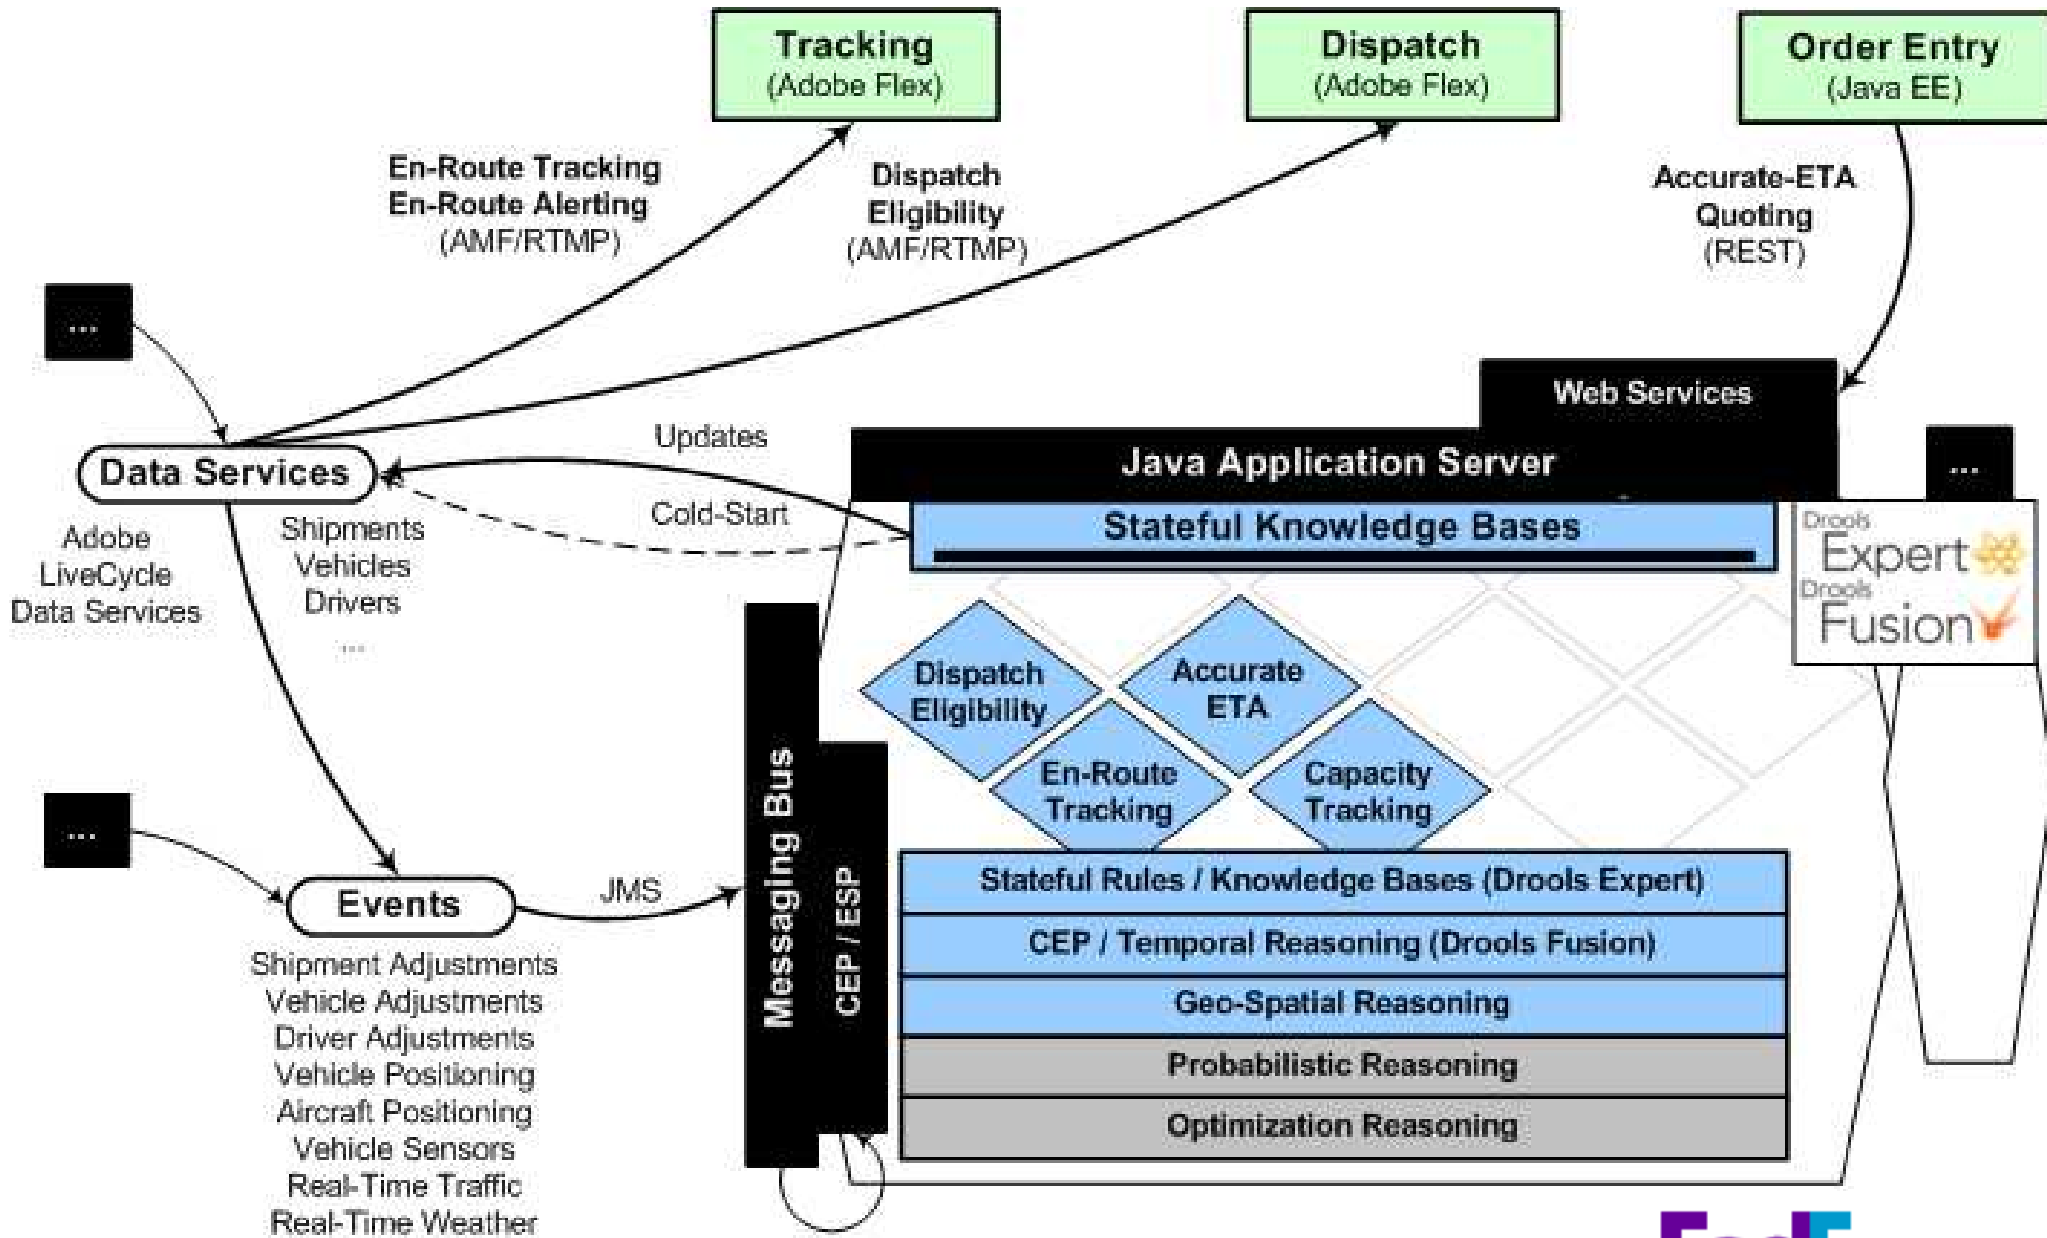 Tracking
(Adobe Flex)
Dispatch
(Adobe Flex)
Order Entry
(Java EE)
En-Route Tracking
En-Route Alerting
(AMF/RTMP)
Dispatch
Eligibility
(AMF/RTMP)
Accurate-ETA
Quoting
(REST)
...
Web Services
Updates
Java Application Server
...
Data Services
Cold-Start
Stateful Knowledge Bases
Adobe
LiveCycle
Data Services
Shipments
Vehicles
Drivers
...
Drools
Expert
Drools
Fusion
Dispatch
Eligibility
Accurate
ETA
En-Route
Tracking
Capacity
Tracking
...
Messaging Bus
CEP / ESP
Events
JMS
Stateful Rules / Knowledge Bases (Drools Expert)
CEP / Temporal Reasoning (Drools Fusion)
Geo-Spatial Reasoning
Probabilistic Reasoning
Optimization Reasoning
Shipment Adjustments
Vehicle Adjustments
Driver Adjustments
Vehicle Positioning
Aircraft Positioning
Vehicle Sensors
Real-Time Traffic
Real-Time Weather